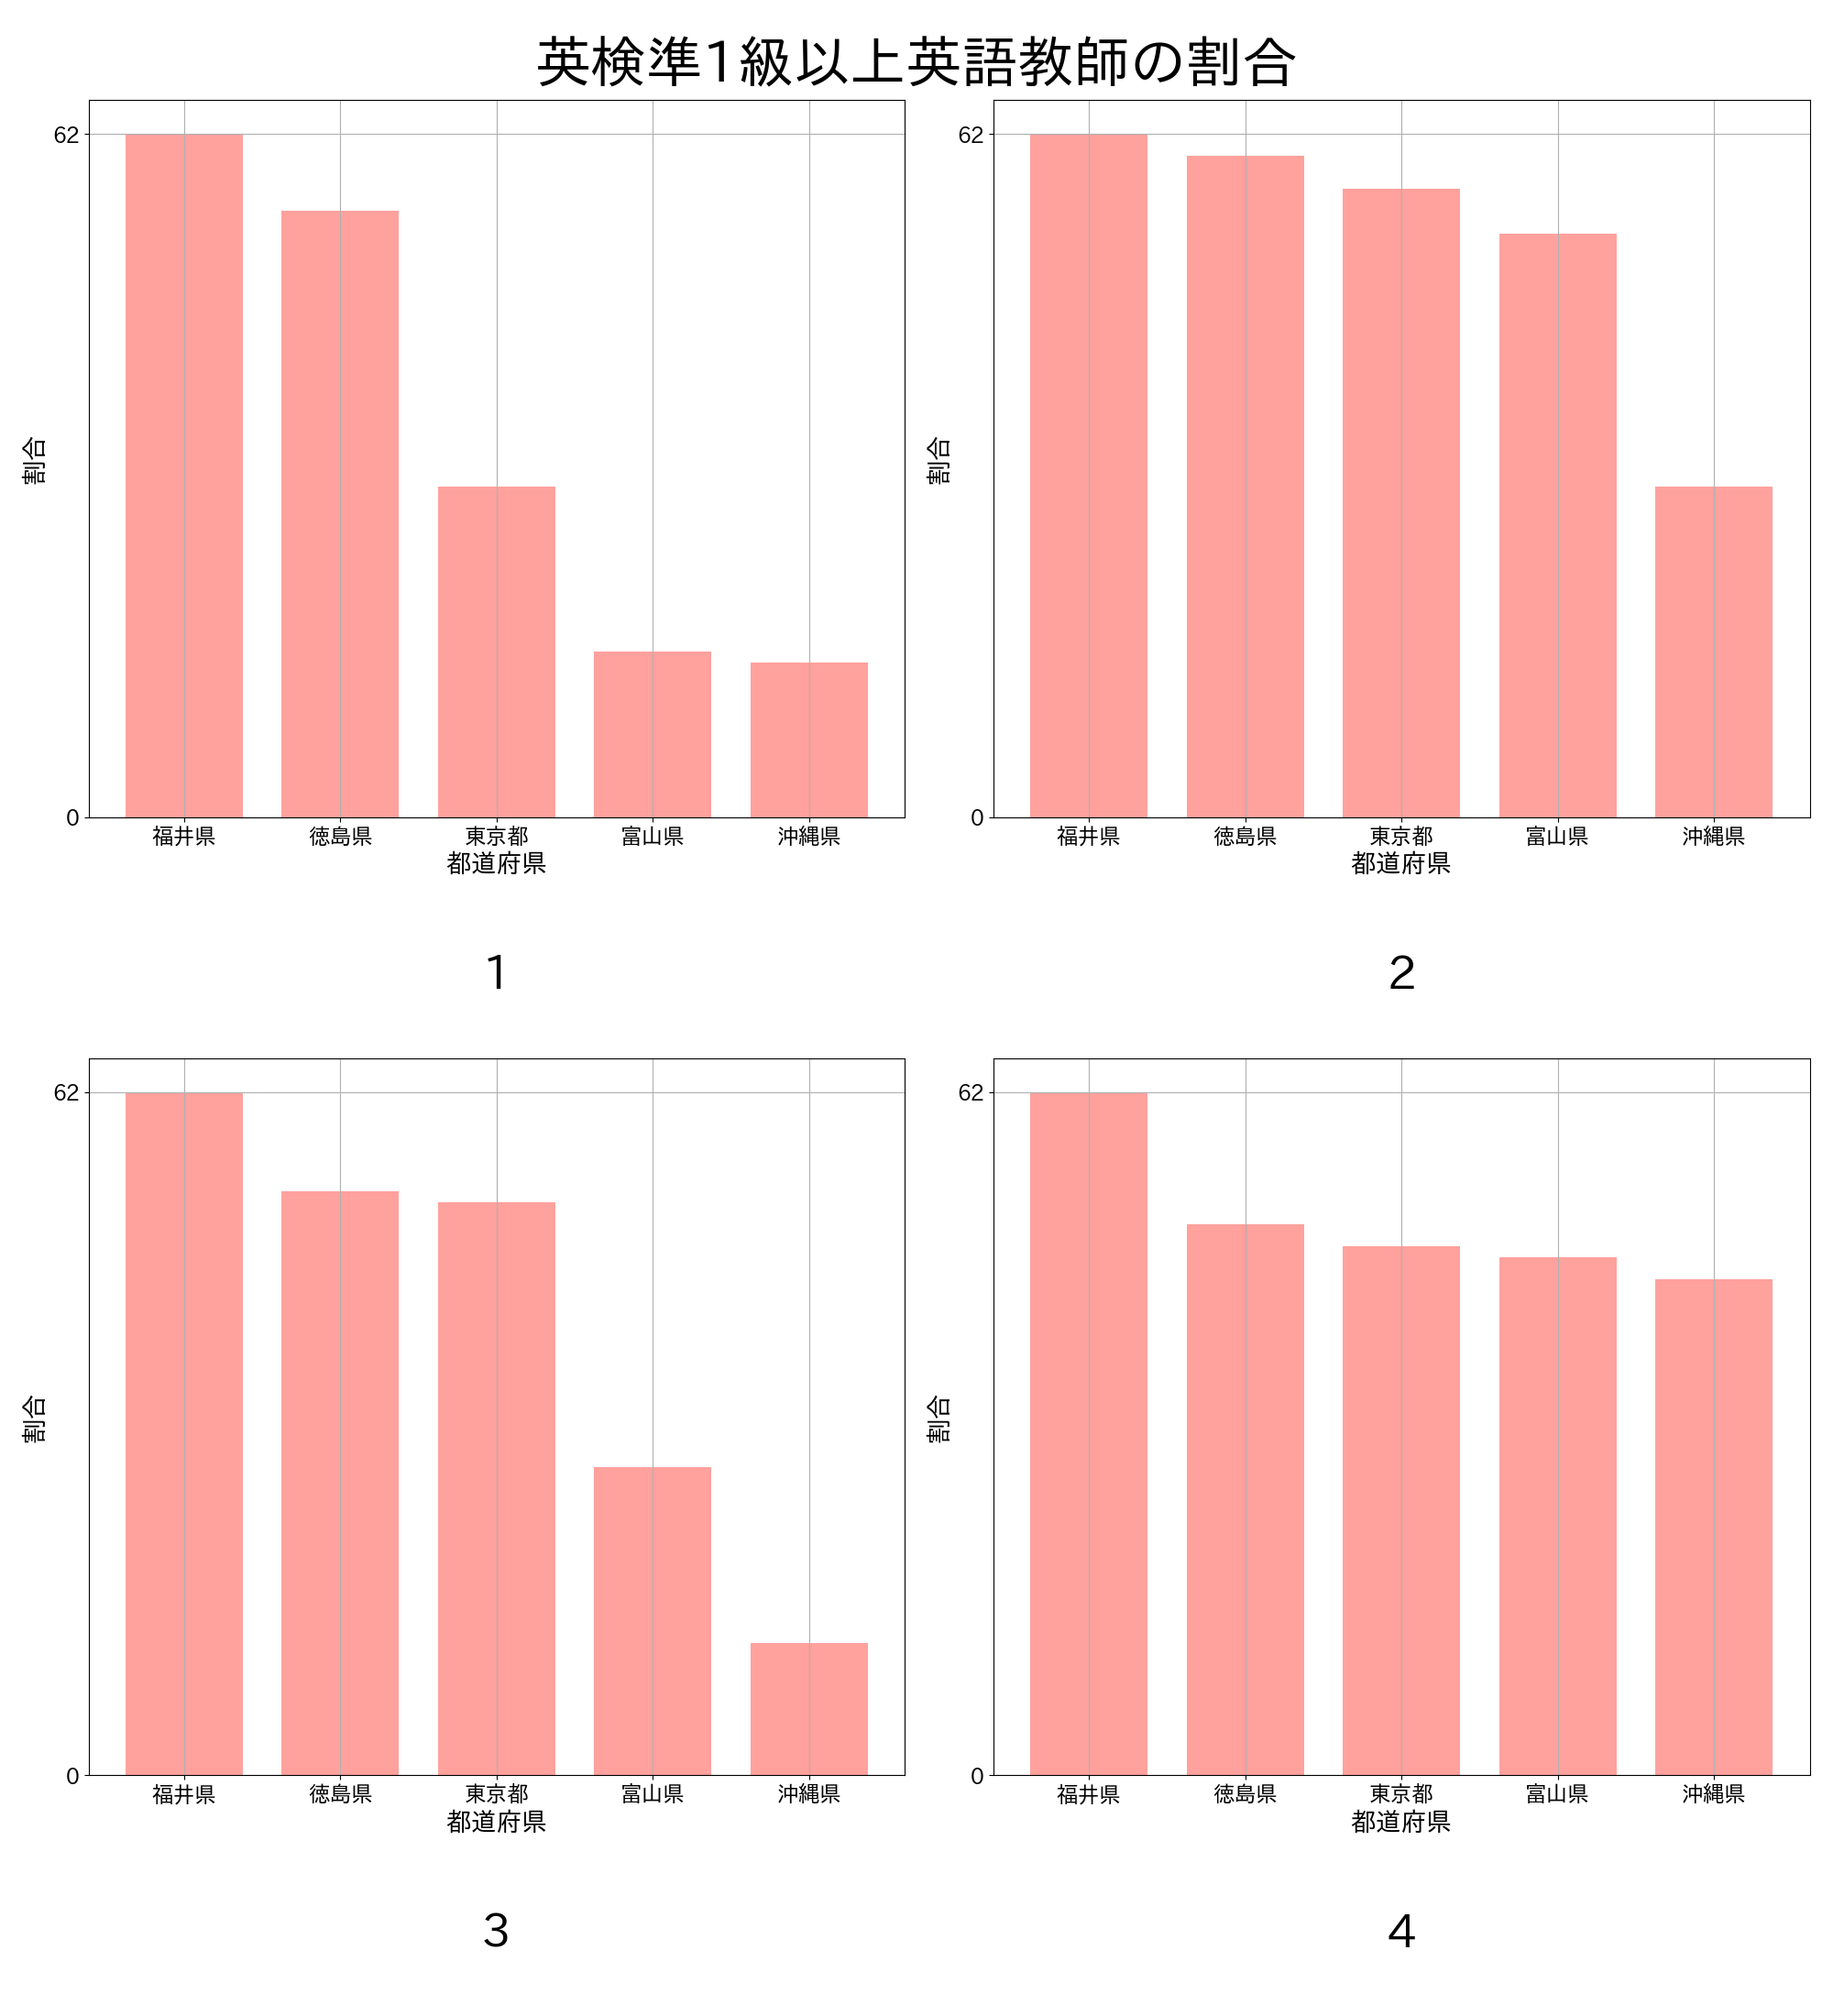 英検準1級以上英語教師の割合
62
割合
0
福井県 徳島県 東京都 富山県 沖縄県
都道府県
1
62
割合
0
福井県 徳島県 東京都 富山県 沖縄県
都道府県
2
62
割合
0
福井県 徳島県 東京都 富山県 沖縄県
都道府県
3
62
割合
0
福井県 徳島県 東京都 富山県 沖縄県
都道府県
4